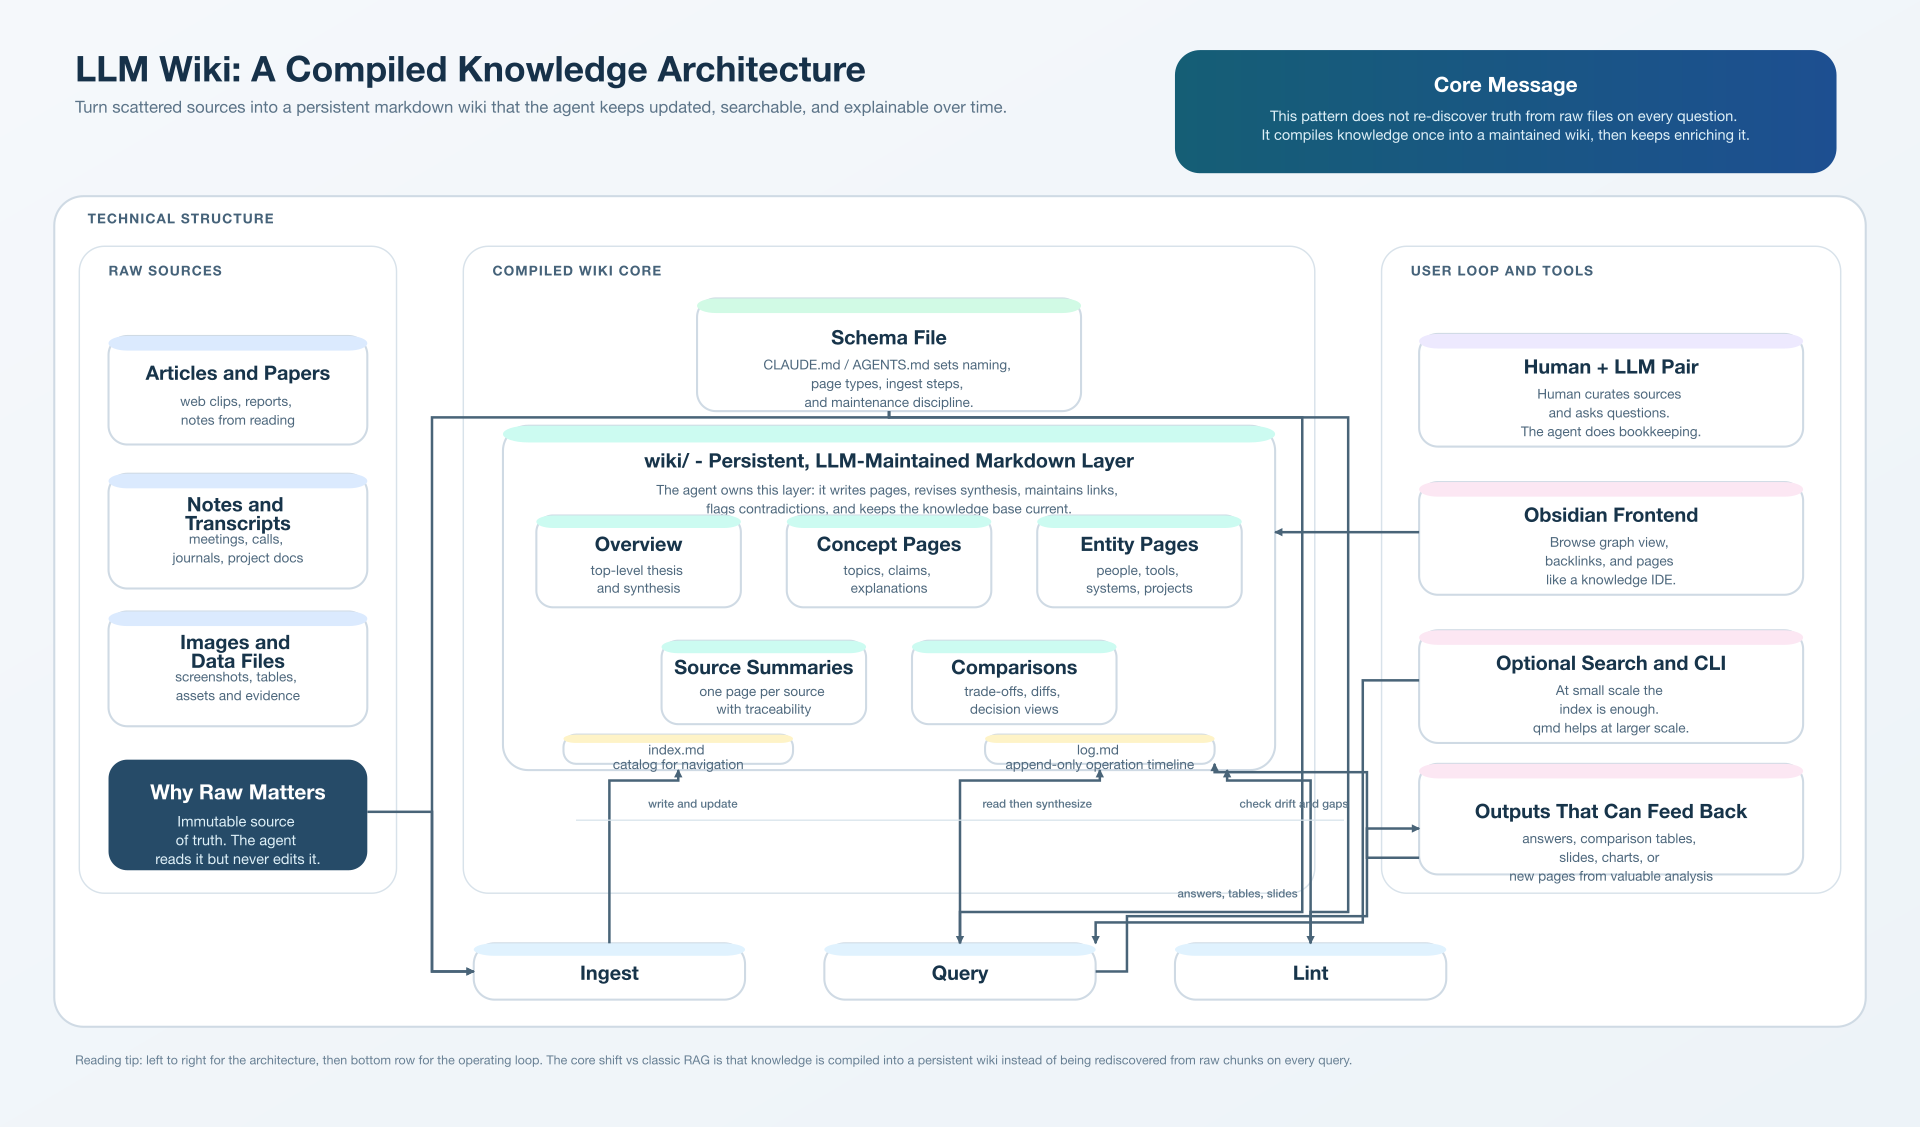 LLM Wiki: A Compiled Knowledge Architecture
Turn scattered sources into a persistent markdown wiki that the agent keeps updated, searchable, and explainable over time.
Core Message
This pattern does not re-discover truth from raw files on every question.
It compiles knowledge once into a maintained wiki, then keeps enriching it.
TECHNICAL STRUCTURE
RAW SOURCES
Articles and Papers
web clips, reports,
notes from reading
Notes and
Transcripts
meetings, calls,
journals, project docs
Images and
Data Files
screenshots, tables,
assets and evidence
Why Raw Matters
Immutable source
of truth. The agent
reads it but never edits it.
COMPILED WIKI CORE
Schema File
CLAUDE.md / AGENTS.md sets naming,
page types, ingest steps,
and maintenance discipline.
wiki/ - Persistent, LLM-Maintained Markdown Layer
The agent owns this layer: it writes pages, revises synthesis, maintains links,
flags contradictions, and keeps the knowledge base current.
Overview
top-level thesis
and synthesis
Concept Pages
topics, claims,
explanations
Entity Pages
people, tools,
systems, projects
Source Summaries
one page per source
with traceability
Comparisons
trade-offs, diffs,
decision views
index.md
catalog for navigation
log.md
append-only operation timeline
write and update
read then synthesize
check drift and gaps
answers, tables, slides
USER LOOP AND TOOLS
Human + LLM Pair
Human curates sources
and asks questions.
The agent does bookkeeping.
Obsidian Frontend
Browse graph view,
backlinks, and pages
like a knowledge IDE.
Optional Search and CLI
At small scale the
index is enough.
qmd helps at larger scale.
Outputs That Can Feed Back
answers, comparison tables,
slides, charts, or
new pages from valuable analysis
Ingest
Query
Lint
Reading tip: left to right for the architecture, then bottom row for the operating loop. The core shift vs classic RAG is that knowledge is compiled into a persistent wiki instead of being rediscovered from raw chunks on every query.